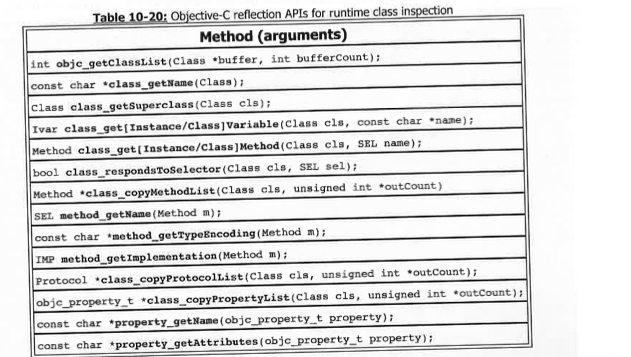 Table 10-20: Objective-C reflection APIs for runtime class inspection
Method (arguments)
int objc_getClassList(Class *buffer, int bufferCount);
const char *class_getName(Class);
Class class_getSuperclass(Class cls);
Ivar class_get[Instance/Class]Variable(Class cls, const char *name);
Method class_get[Instance/Class]Method(Class cls, SEL name);
bool class_respondsToSelector(Class cls, SEL sel);
Method *class_copyMethodList(Class cls, unsigned int *outCount)
SEL method_getName(Method m);
const char *method_getTypeEncoding(Method m);
IMP method_getImplementation(Method m);
Protocol *class_copyProtocolList(Class cls, unsigned int *outCount);
objc_property_t *class_copyPropertyList(Class cls, unsigned int *outCount);
const char *property_getName(objc_property_t property);
const char *property_getAttributes(objc_property_t property);